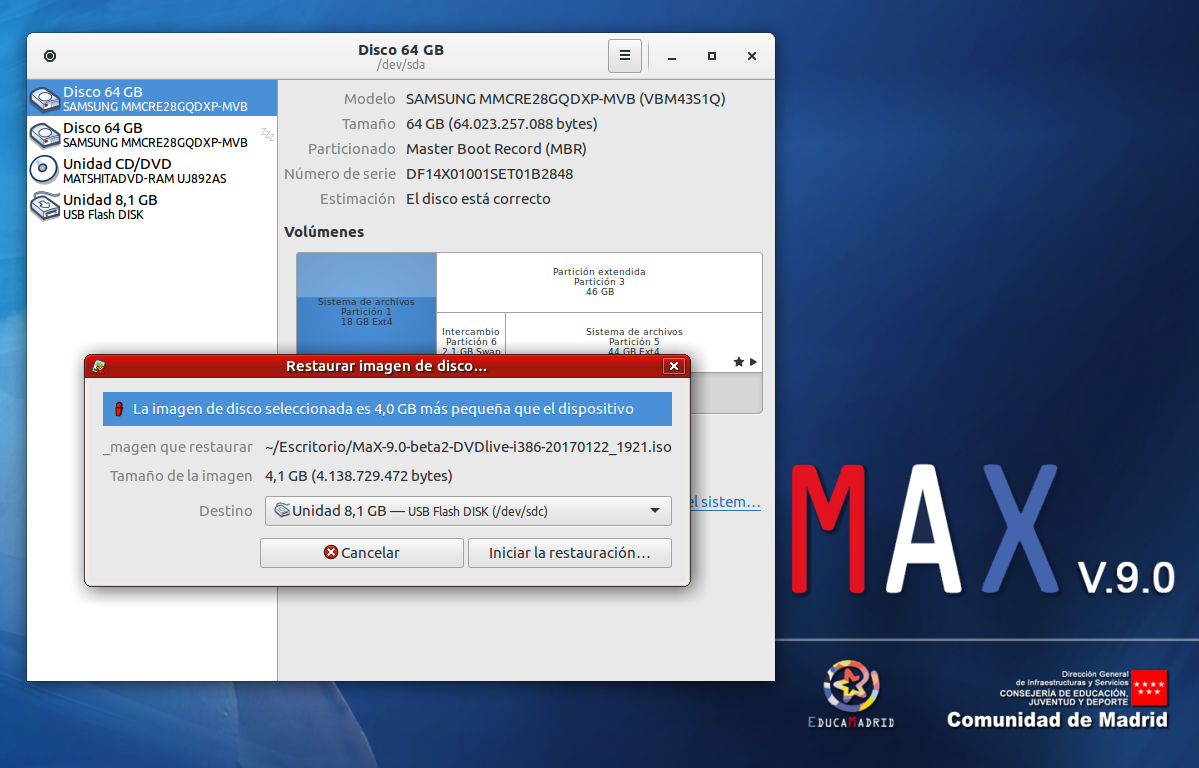 Disco 64 GB
/dev/sda
Disco 64 GB
SAMSUNG MMCRE28GQDXP-MVB
Disco 64 GB
SAMSUNG MMCRE28GQDXP-MVB
Unidad CD/DVD
MATSHITADVD-RAM UJ892AS
Unidad 8,1 GB
USB Flash DISK
Modelo SAMSUNG MMCRE28GQDXP-MVB (VBM43S1Q)
Tamaño 64 GB (64.023.257.088 bytes)
Particionado Master Boot Record (MBR)
Número de serie DF14X01001SET01B2848
Estimación El disco está correcto
Volúmenes
Sistema de archivos
Partición 1
18 GB Ext4
Partición extendida
Partición 3
46 GB
Intercambio
Partición 6
2,1 GB Swap
Sistema de archivos
Partición 5
44 GB Ext4
el sistem…
Restaurar imagen de disco…
La imagen de disco seleccionada es 4,0 GB más pequeña que el dispositivo
_magen que restaurar ~/Escritorio/MaX-9.0-beta2-DVDlive-i386-20170122_1921.iso
Tamaño de la imagen 4,1 GB (4.138.729.472 bytes)
Destino Unidad 8,1 GB — USB Flash DISK (/dev/sdc)
Cancelar Iniciar la restauración…
MAX V.9.0
EDUCAMADRID
Dirección General
de Infraestructuras y Servicios
CONSEJERÍA DE EDUCACIÓN,
JUVENTUD Y DEPORTE
Comunidad de Madrid